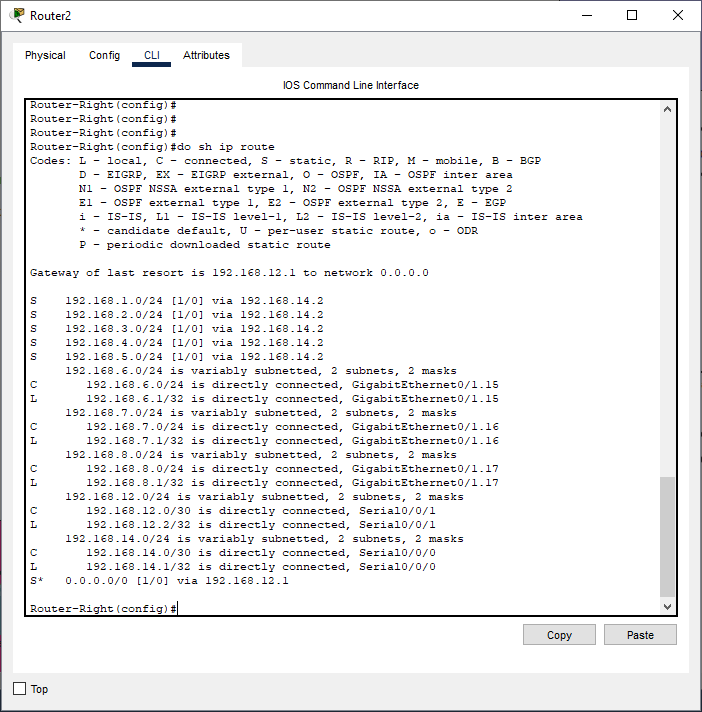 Router2
Physical Config CLI Attributes
IOS Command Line Interface
Router-Right(config)#
Router-Right(config)#
Router-Right(config)#
Router-Right(config)#do sh ip route
Codes: L - local, C - connected, S - static, R - RIP, M - mobile, B - BGP
D - EIGRP, EX - EIGRP external, O - OSPF, IA - OSPF inter area
N1 - OSPF NSSA external type 1, N2 - OSPF NSSA external type 2
E1 - OSPF external type 1, E2 - OSPF external type 2, E - EGP
i - IS-IS, L1 - IS-IS level-1, L2 - IS-IS level-2, ia - IS-IS inter area
* - candidate default, U - per-user static route, o - ODR
P - periodic downloaded static route
Gateway of last resort is 192.168.12.1 to network 0.0.0.0
S 192.168.1.0/24 [1/0] via 192.168.14.2
S 192.168.2.0/24 [1/0] via 192.168.14.2
S 192.168.3.0/24 [1/0] via 192.168.14.2
S 192.168.4.0/24 [1/0] via 192.168.14.2
S 192.168.5.0/24 [1/0] via 192.168.14.2
192.168.6.0/24 is variably subnetted, 2 subnets, 2 masks
C 192.168.6.0/24 is directly connected, GigabitEthernet0/1.15
L 192.168.6.1/32 is directly connected, GigabitEthernet0/1.15
192.168.7.0/24 is variably subnetted, 2 subnets, 2 masks
C 192.168.7.0/24 is directly connected, GigabitEthernet0/1.16
L 192.168.7.1/32 is directly connected, GigabitEthernet0/1.16
192.168.8.0/24 is variably subnetted, 2 subnets, 2 masks
C 192.168.8.0/24 is directly connected, GigabitEthernet0/1.17
L 192.168.8.1/32 is directly connected, GigabitEthernet0/1.17
192.168.12.0/24 is variably subnetted, 2 subnets, 2 masks
C 192.168.12.0/30 is directly connected, Serial0/0/1
L 192.168.12.2/32 is directly connected, Serial0/0/1
192.168.14.0/24 is variably subnetted, 2 subnets, 2 masks
C 192.168.14.0/30 is directly connected, Serial0/0/0
L 192.168.14.1/32 is directly connected, Serial0/0/0
S* 0.0.0.0/0 [1/0] via 192.168.12.1
Router-Right(config)#
Copy Paste
Top